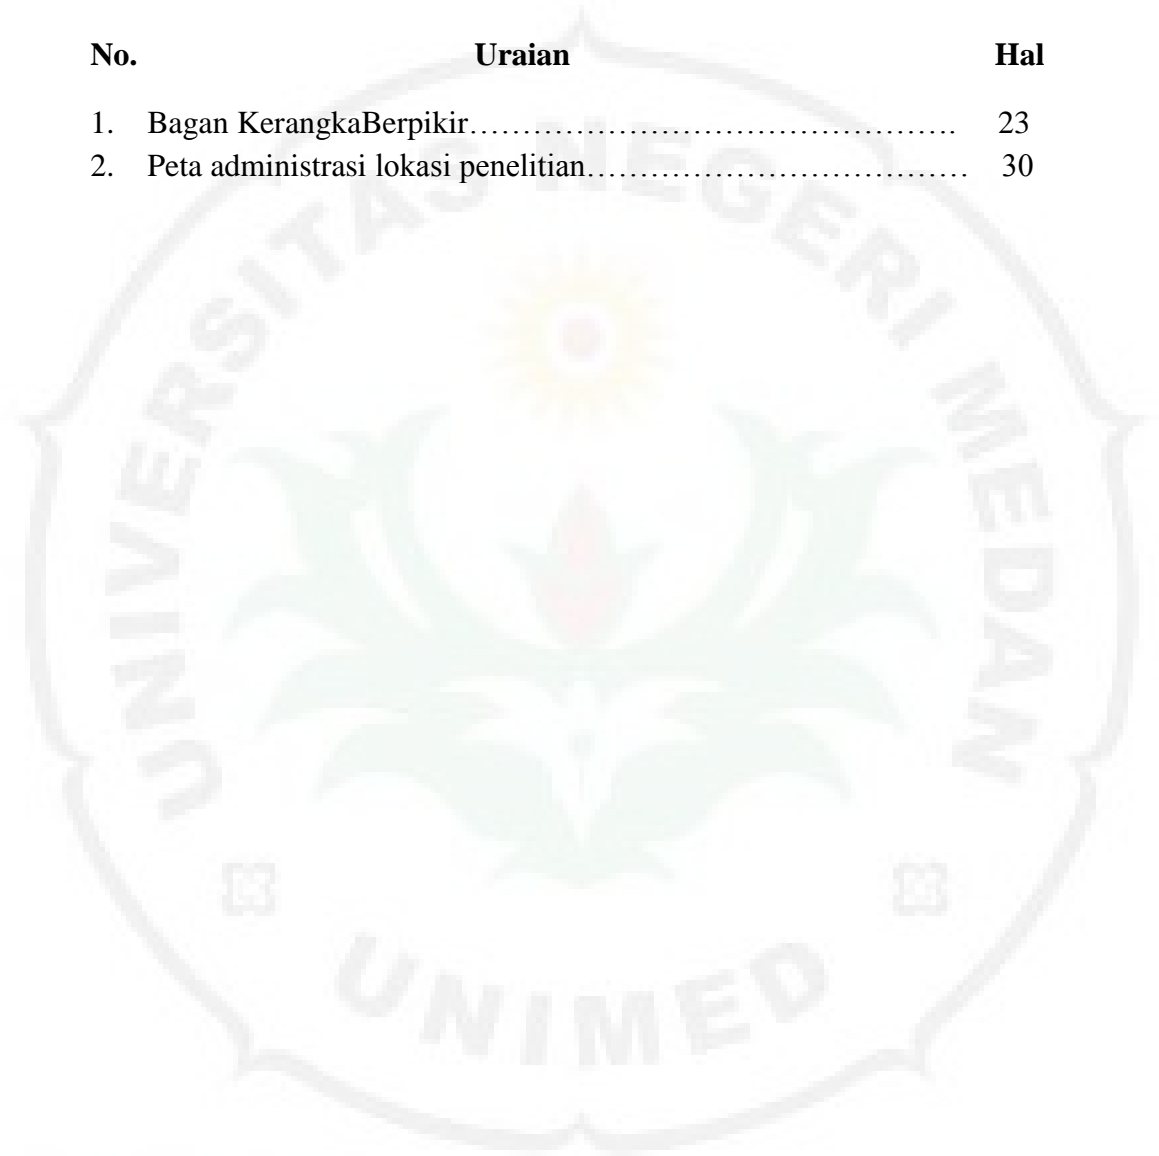 No. Uraian Hal
1. Bagan KerangkaBerpikir…………………………………………. 23
2. Peta administrasi lokasi penelitian……………………………… 30
UNIVERSITAS NEGERI MEDAN
UNIMED